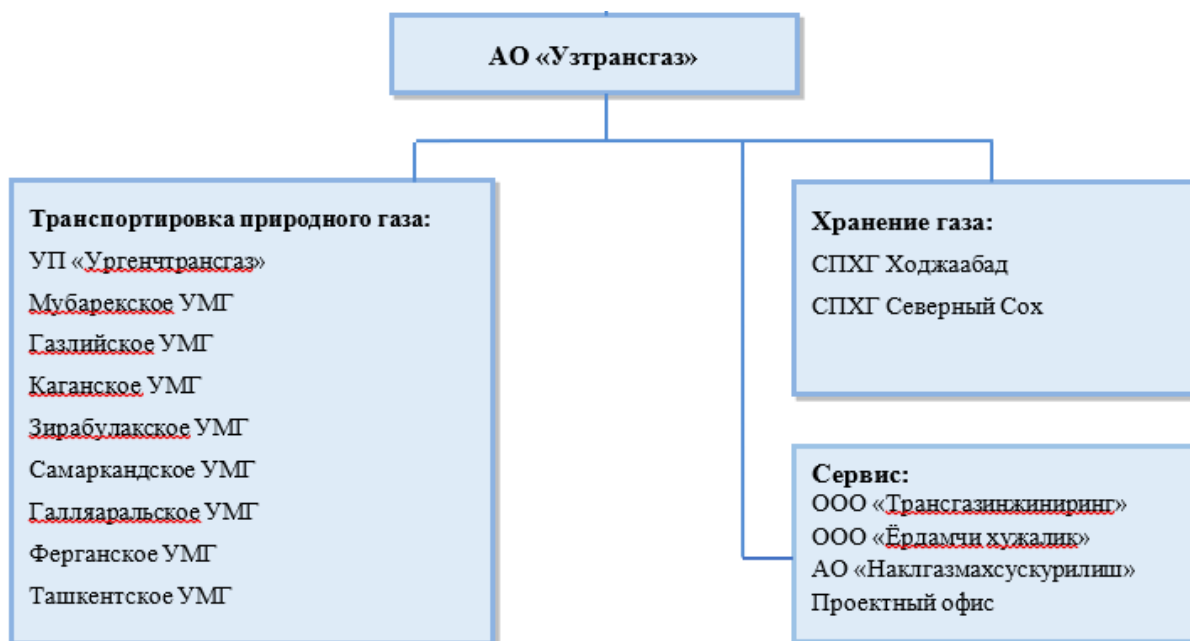 АО «Узтрансгаз»
Транспортировка природного газа:
УП «Ургенчтрансгаз»
Мубарекское УМГ
Газлийское УМГ
Каганское УМГ
Зирабулакское УМГ
Самаркандское УМГ
Галляаральское УМГ
Ферганское УМГ
Ташкентское УМГ
Хранение газа:
СПХГ Ходжаабад
СПХГ Северный Сох
Сервис:
ООО «Трансгазинжиниринг»
ООО «Ёрдамчи хужалик»
АО «Наклгазмахсускурилиш»
Проектный офис